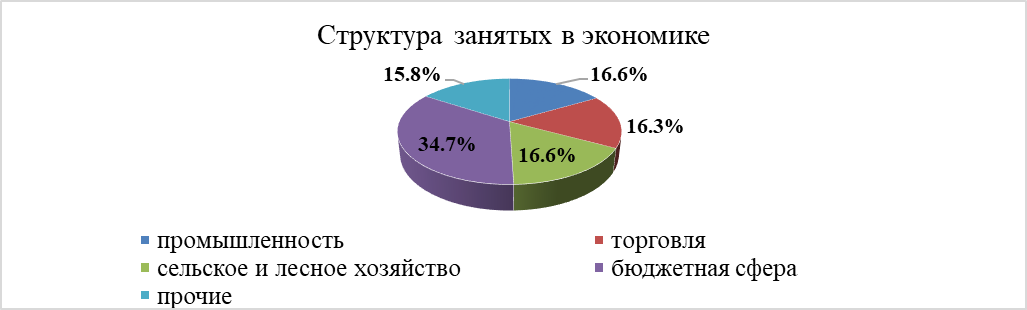 Структура занятых в экономике
15.8%
16.6%
16.3%
34.7%
16.6%
промышленность
торговля
сельское и лесное хозяйство
бюджетная сфера
прочие